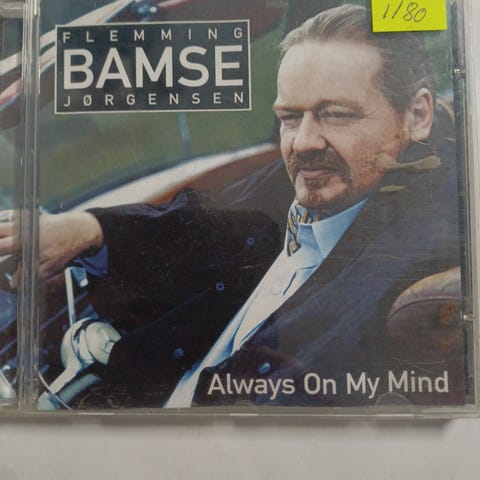 1180
FLEMMING
BAMSE
JØRGENSEN
Always On My Mind